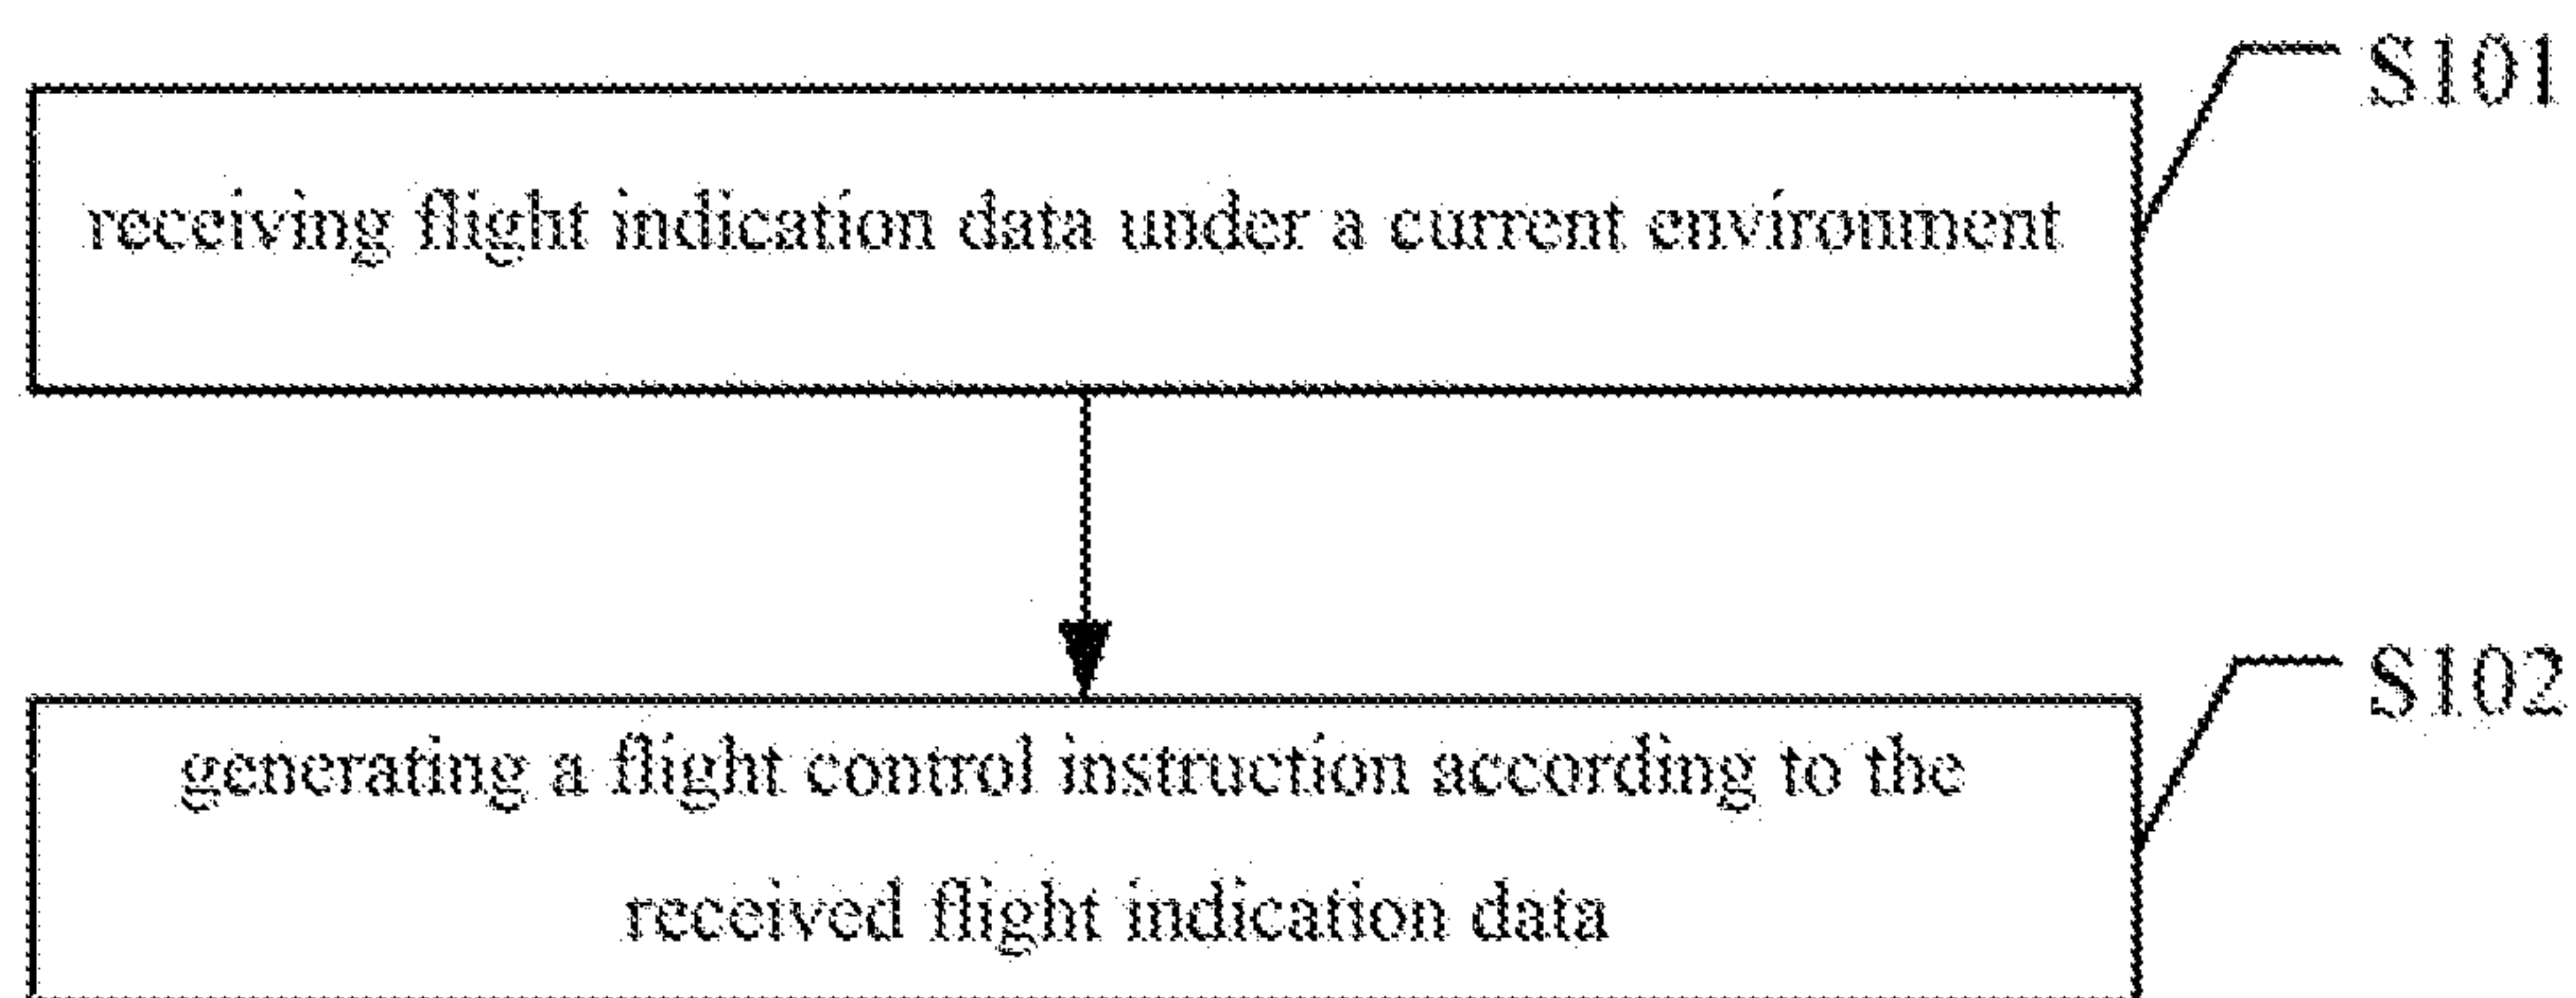 S101
receiving flight indication data under a current environment
S102
generating a flight control instruction according to the
received flight indication data